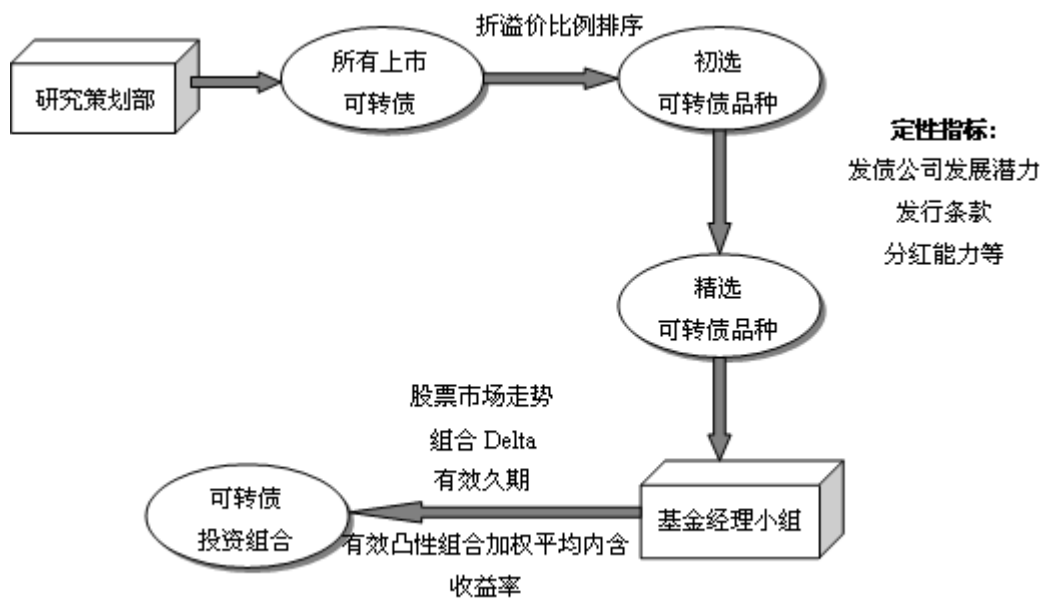 研究策划部
所有上市
可转债
折溢价比例排序
初选
可转债品种
定性指标:
发债公司发展潜力
发行条款
分红能力等
精选
可转债品种
股票市场走势
组合 Delta
有效久期
有效凸性组合加权平均内含
收益率
基金经理小组
可转债
投资组合